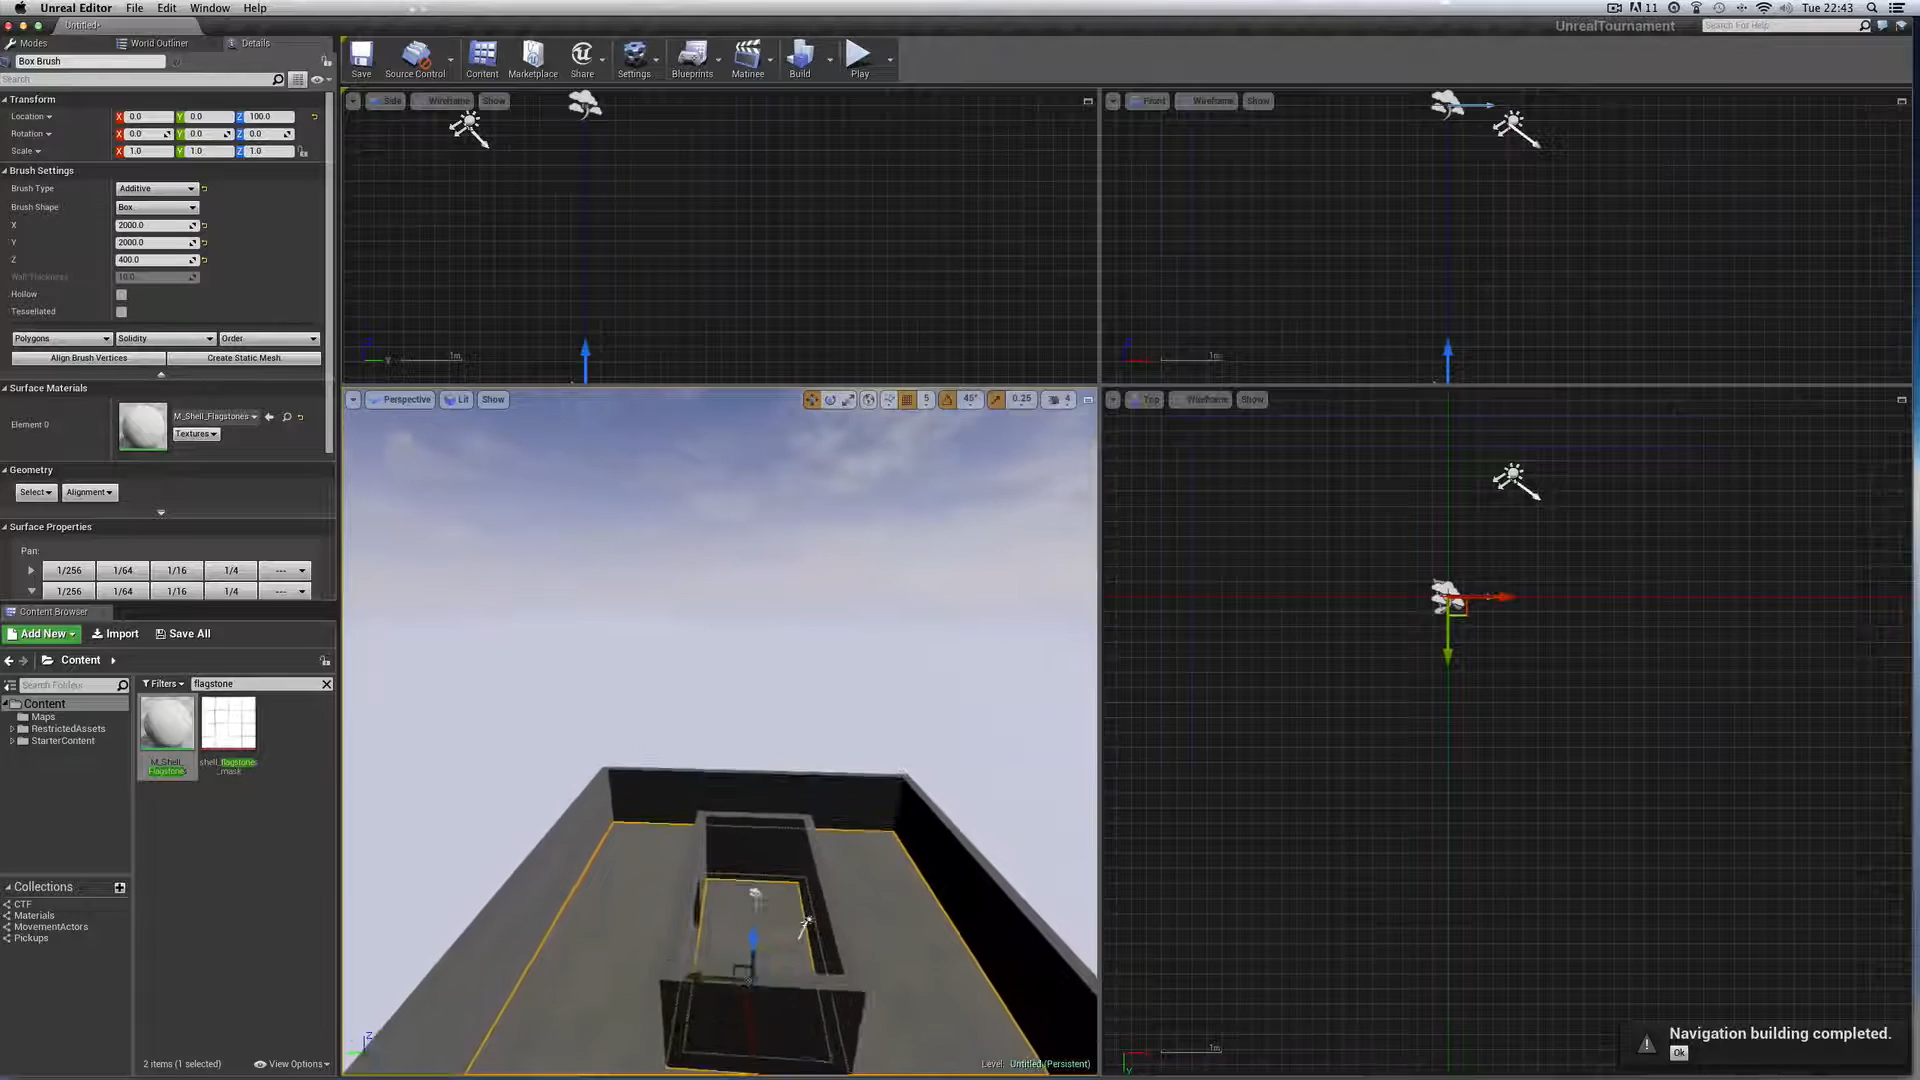 Unreal Editor File Edit Window Help
11 Tue 22:43
Untitled*
UnrealTournament
Search For Help
Modes World Outliner Details
Box Brush
Search
Save Source Control Content Marketplace Share Settings Blueprints Matinee Build Play
Transform
Location X 0.0 Y 0.0 Z 100.0
Rotation X 0.0 Y 0.0 Z 0.0
Scale X 1.0 Y 1.0 Z 1.0
Brush Settings
Brush Type Additive
Brush Shape Box
X 2000.0
Y 2000.0
Z 400.0
Wall Thickness 10.0
Hollow
Tessellated
Polygons Solidity Order
Align Brush Vertices Create Static Mesh
Surface Materials
Element 0 M_Shell_Flagstones
Textures
Geometry
Select Alignment
Surface Properties
Pan:
1/256 1/64 1/16 1/4 ---
1/256 1/64 1/16 1/4 ---
Side Wireframe Show
1m
Front Wireframe Show
1m
Perspective Lit Show
5 45° 0.25 4
Level: Untitled (Persistent)
Top Wireframe Show
1m
Content Browser
Add New Import Save All
Content
Search Folders
Filters flagstone
Content
Maps
RestrictedAssets
StarterContent
M_Shell_
Flagstones
shell_flagstones
_mask
Collections
CTF
Materials
MovementActors
Pickups
2 items (1 selected) View Options
Navigation building completed.
Ok